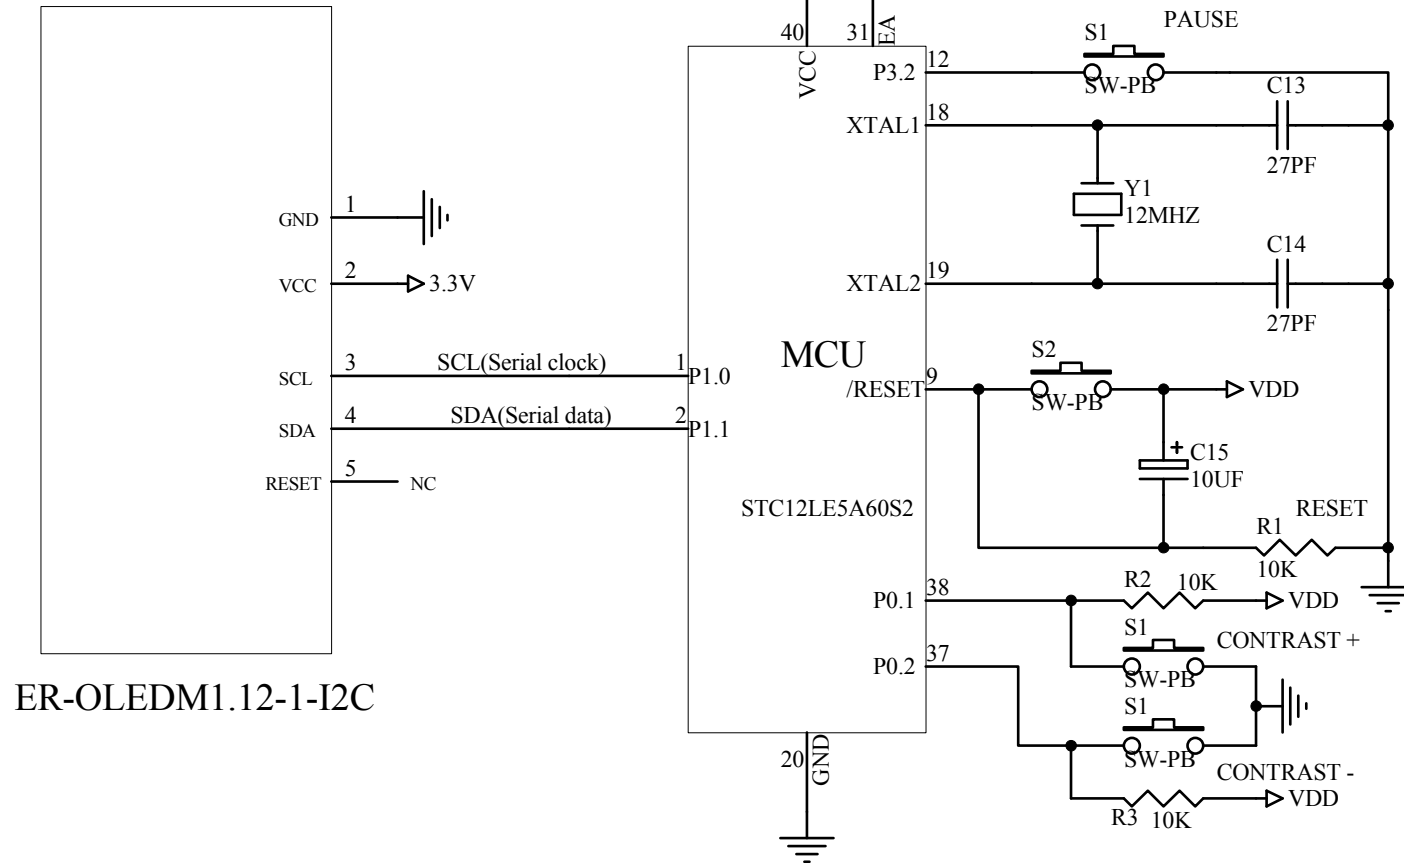 PAUSE
40
VCC
31
EA
P3.2
12
S1
SW-PB
C13
27PF
XTAL1
18
Y1
12MHZ
C14
27PF
XTAL2
19
GND
1
VCC
2
3.3V
SCL
3
SCL(Serial clock)
1
P1.0
SDA
4
SDA(Serial data)
2
P1.1
RESET
5
NC
MCU
/RESET
9
S2
SW-PB
VDD
C15
+
10UF
STC12LE5A60S2
RESET
R1
10K
P0.1
38
R2
10K
VDD
S1
SW-PB
CONTRAST +
P0.2
37
S1
SW-PB
CONTRAST -
R3
10K
VDD
20
GND
ER-OLEDM1.12-1-I2C